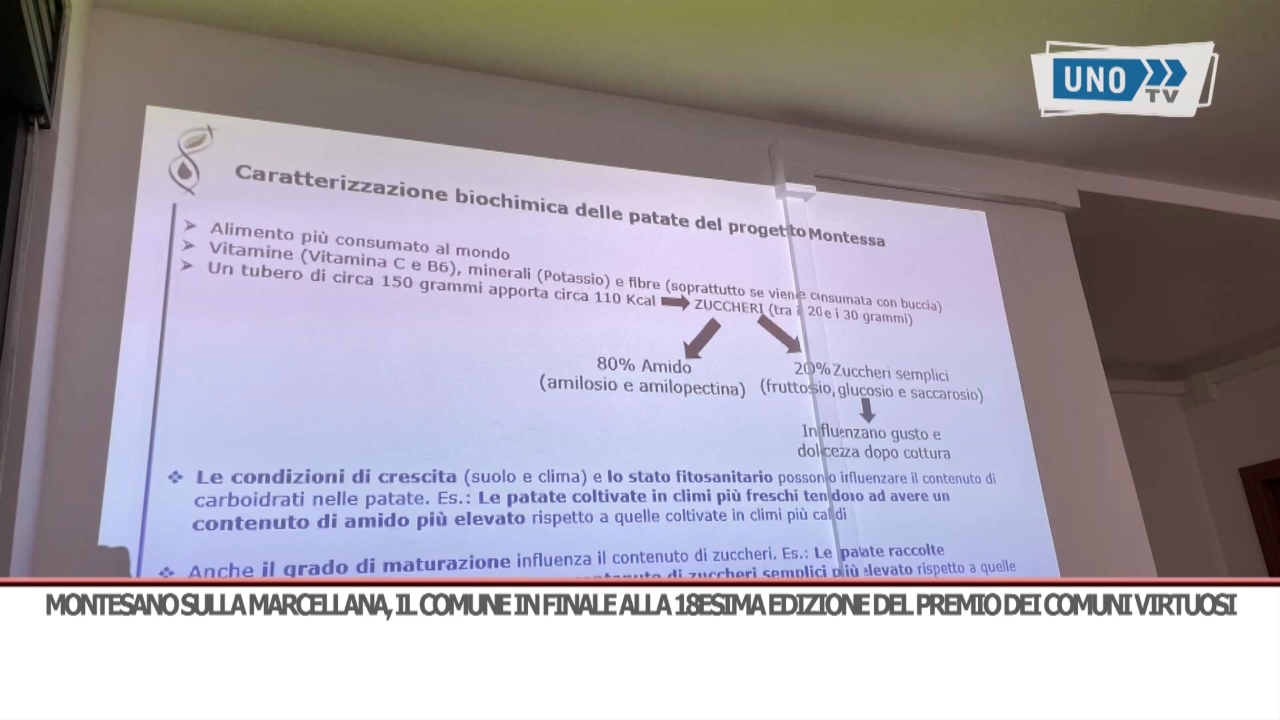 UNO TV
Caratterizzazione biochimica delle patate del progetto Montessa
Alimento più consumato al mondo
Vitamine (Vitamina C e B6), minerali (Potassio) e fibre (soprattutto se viene consumata con buccia)
Un tubero di circa 150 grammi apporta circa 110 Kcal ZUCCHERI (tra i 20 e i 30 grammi)
80% Amido
(amilosio e amilopectina)
20% Zuccheri semplici
(fruttosio, glucosio e saccarosio)
Influenzano gusto e
dolcezza dopo cottura
Le condizioni di crescita (suolo e clima) e lo stato fitosanitario possono influenzare il contenuto di
carboidrati nelle patate. Es.: Le patate coltivate in climi più freschi tendono ad avere un
contenuto di amido più elevato rispetto a quelle coltivate in climi più caldi
Anche il grado di maturazione influenza il contenuto di zuccheri. Es.: Le patate raccolte
di zuccheri semplici più elevato rispetto a quelle
MONTESANO SULLA MARCELLANA, IL COMUNE IN FINALE ALLA 18ESIMA EDIZIONE DEL PREMIO DEI COMUNI VIRTUOSI